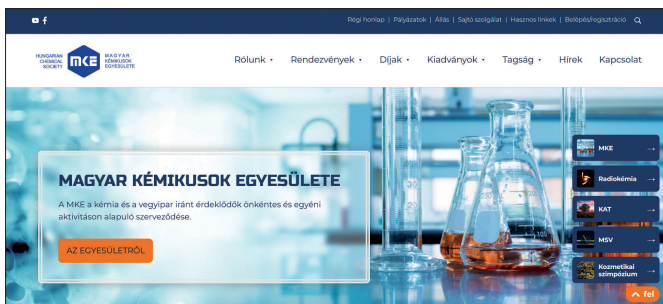 Régi honlap | Pályázatok | Állás | Sajtó szolgálat | Hasznos linkek | Belépés/regisztráció
HUNGARIAN
CHEMICAL
SOCIETY
MKE
MAGYAR
KÉMIKUSOK
EGYESÜLETE
Rólunk
Rendezvények
Díjak
Kiadványok
Tagság
Hírek
Kapcsolat
MAGYAR KÉMIKUSOK EGYESÜLETE
A MKE a kémia és a vegyipar iránt érdeklődők önkéntes és egyéni
aktivitáson alapuló szerveződése.
AZ EGYESÜLETRŐL
MKE →
Radiokémia →
KAT →
MSV →
Kozmetikai
szimpózium →
fel